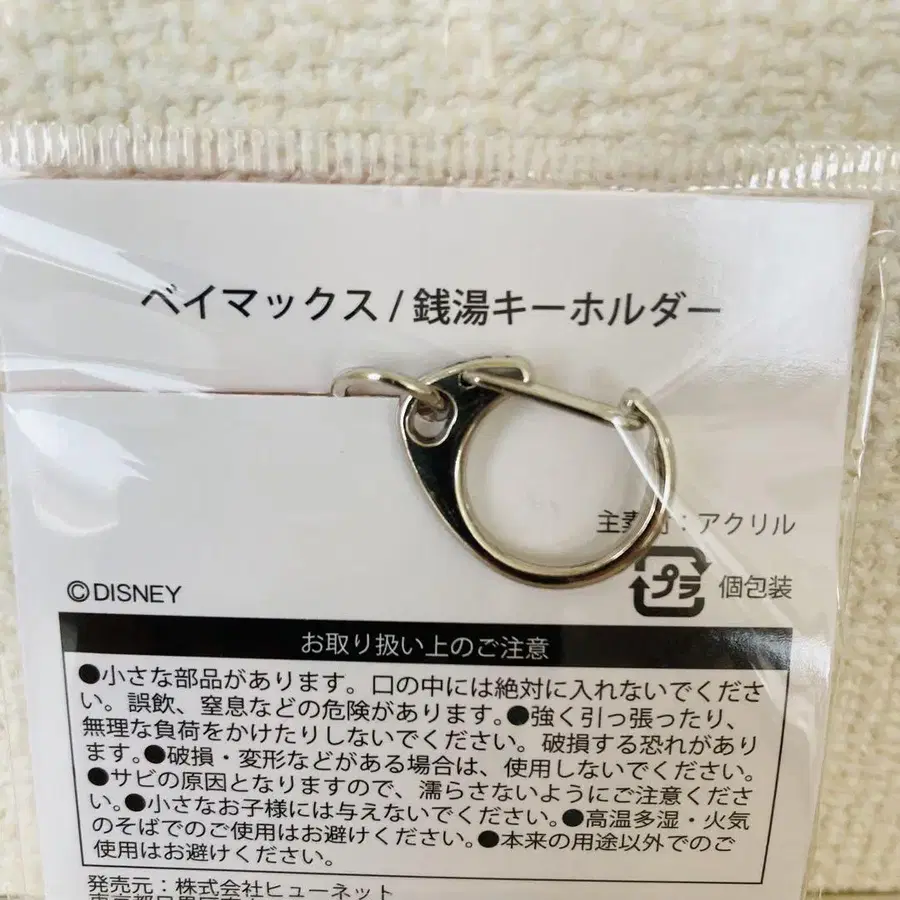 ベイマックス / 銭湯キーホルダー
主素材：アクリル
プラ 個包装
©DISNEY
お取り扱い上のご注意
●小さな部品があります。口の中には絶対に入れないでくださ
い。誤飲、窒息などの危険があります。●強く引っ張ったり、
無理な負荷をかけたりしないでください。破損する恐れがあり
ます。●破損・変形などがある場合は、使用しないでください。
●サビの原因となりますので、濡らさないようにご注意くださ
い。●小さなお子様には与えないでください。●高温多湿・火気
のそばでのご使用はお避けください。●本来の用途以外でのご
使用はお避けください。
発売元：株式会社ヒューネット